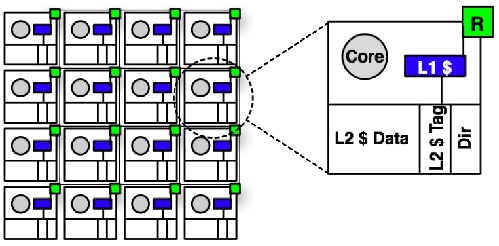 R
Core
L1 $
L2 $ Data
L2 $ Tag
Dir